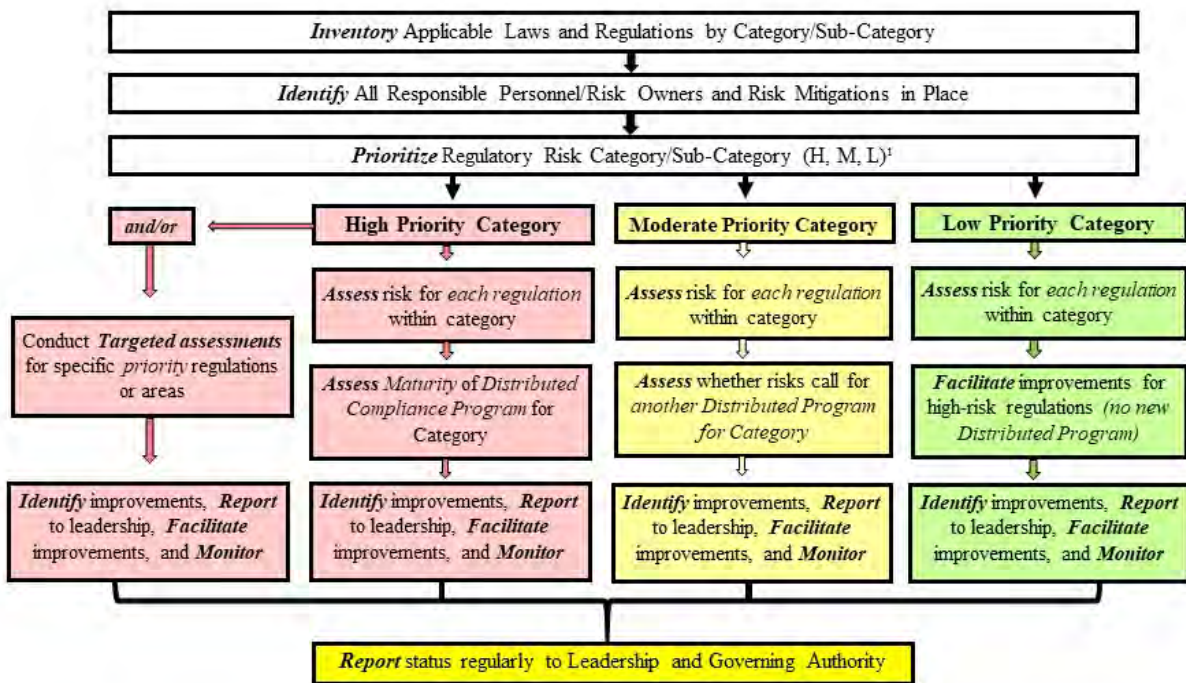 Inventory Applicable Laws and Regulations by Category/Sub-Category
Identify All Responsible Personnel/Risk Owners and Risk Mitigations in Place
Prioritize Regulatory Risk Category/Sub-Category (H, M, L)¹
and/or
High Priority Category
Moderate Priority Category
Low Priority Category
Conduct Targeted assessments
for specific priority regulations
or areas
Assess risk for each regulation
within category
Assess risk for each regulation
within category
Assess risk for each regulation
within category
Assess Maturity of Distributed
Compliance Program for
Category
Assess whether risks call for
another Distributed Program
for Category
Facilitate improvements for
high-risk regulations (no new
Distributed Program)
Identify improvements, Report
to leadership, Facilitate
improvements, and Monitor
Identify improvements, Report
to leadership, Facilitate
improvements, and Monitor
Identify improvements, Report
to leadership, Facilitate
improvements, and Monitor
Identify improvements, Report
to leadership, Facilitate
improvements, and Monitor
Report status regularly to Leadership and Governing Authority